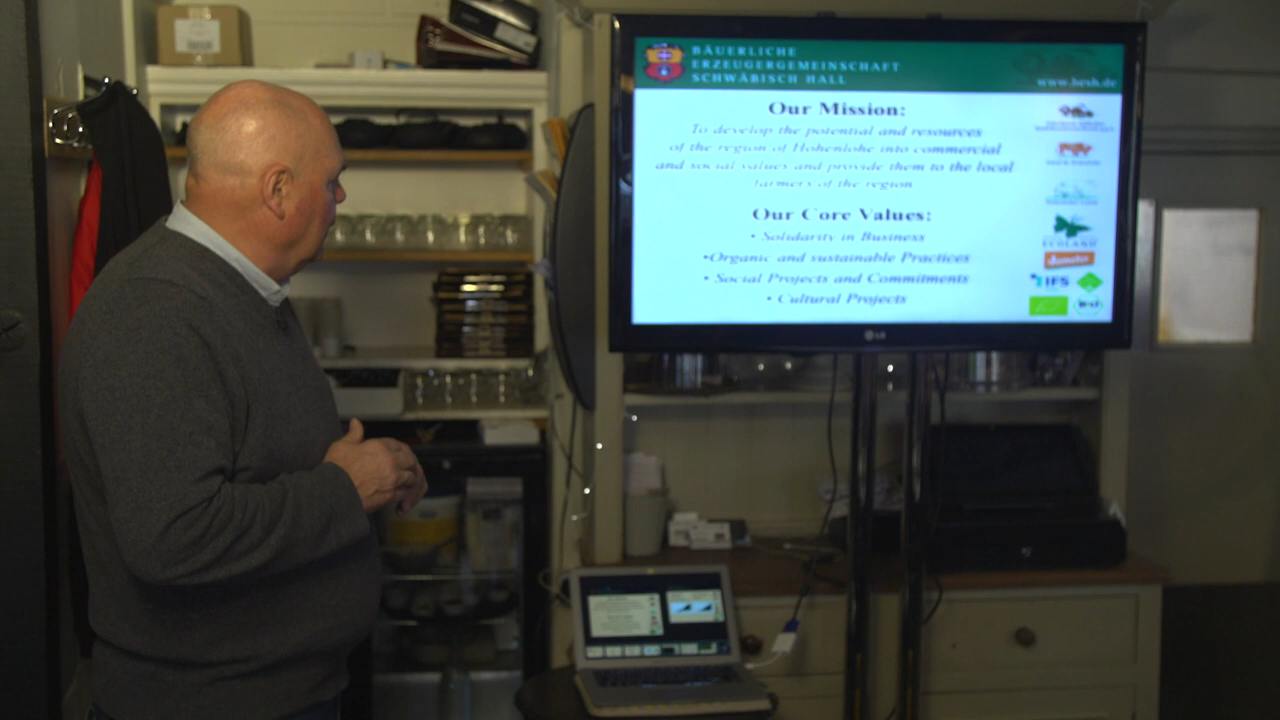 BÄUERLICHE
ERZEUGERGEMEINSCHAFT
SCHWÄBISCH HALL
www.besh.de
Our Mission:
To develop the potential and resources
of the region of Hohenlohe into commercial
and social values and provide them to the local
farmers of the region
Our Core Values:
• Solidarity in Business
•Organic and sustainable Practices
• Social Projects and Commitments
• Cultural Projects
ECOLAND
demeter
IFS
LG